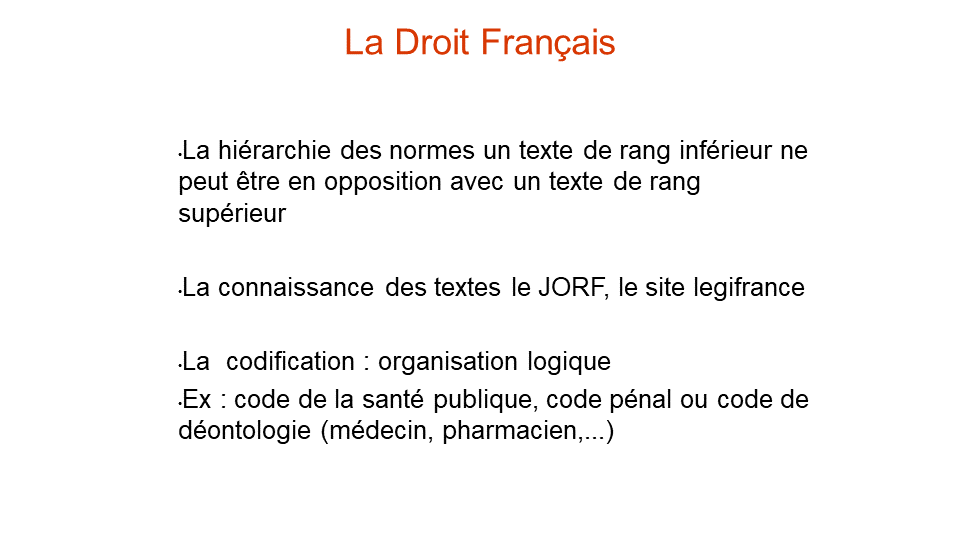 La Droit Français
•La hiérarchie des normes un texte de rang inférieur ne
peut être en opposition avec un texte de rang
supérieur
•La connaissance des textes le JORF, le site legifrance
•La  codification : organisation logique
•Ex : code de la santé publique, code pénal ou code de
déontologie (médecin, pharmacien,...)